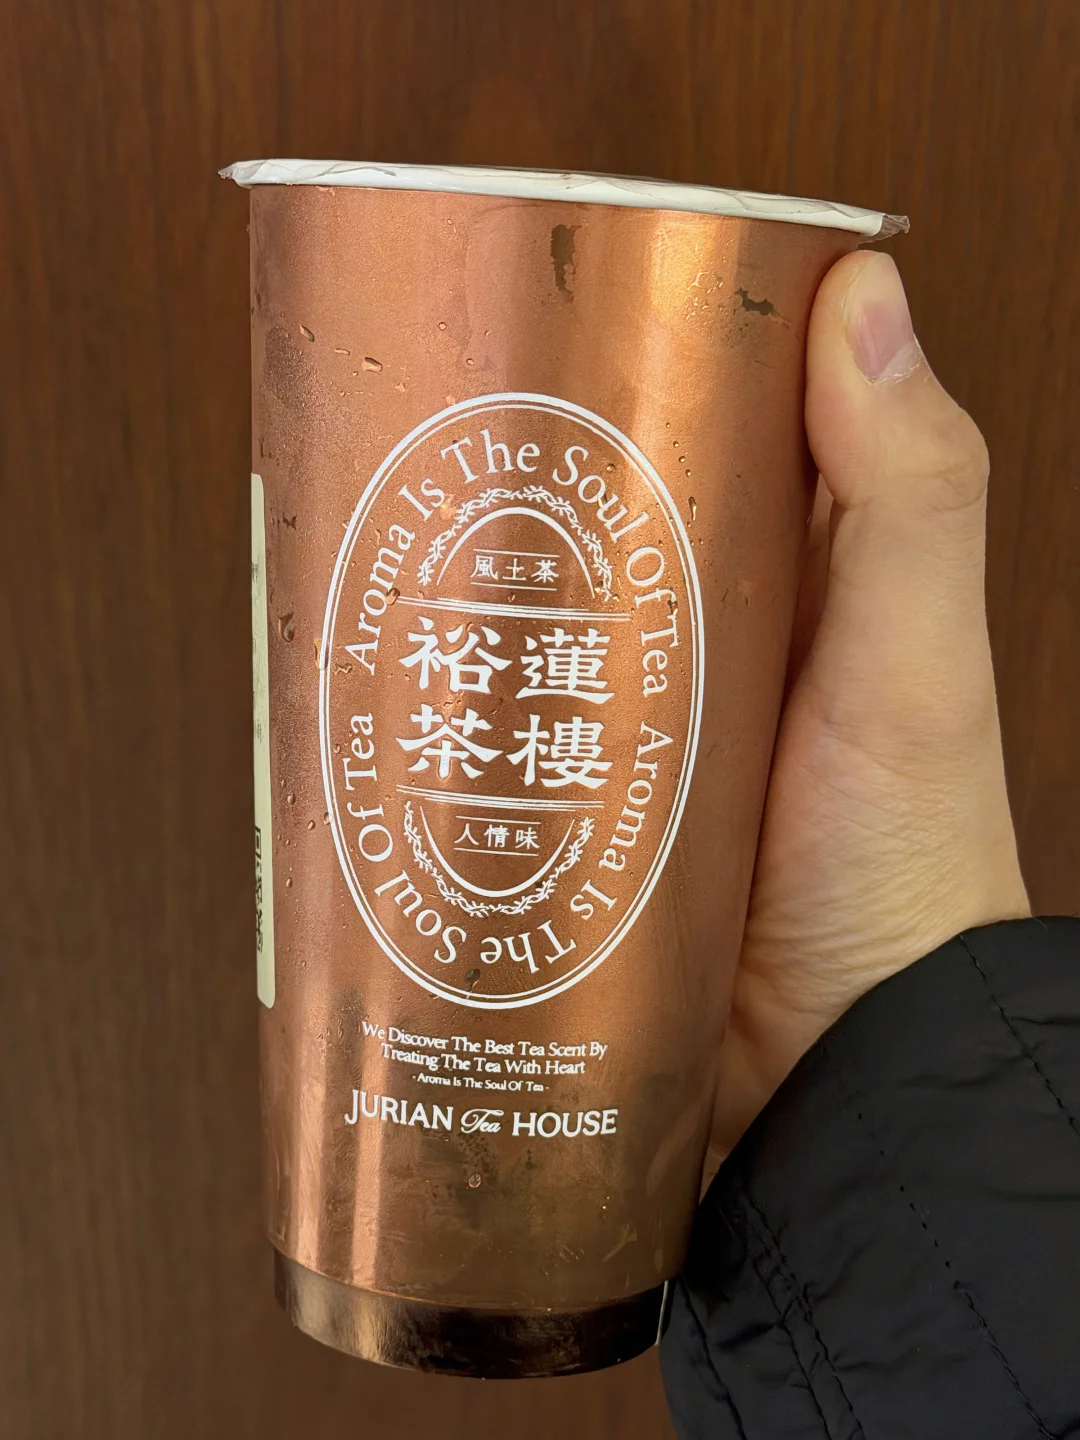 Aroma Is The Soul Of Tea Aroma Is The Soul Of Tea
風土茶
裕蓮
茶樓
人情味
We Discover The Best Tea Scent By
Treating The Tea With Heart
- Aroma Is The Soul Of Tea -
JURIAN Tea HOUSE